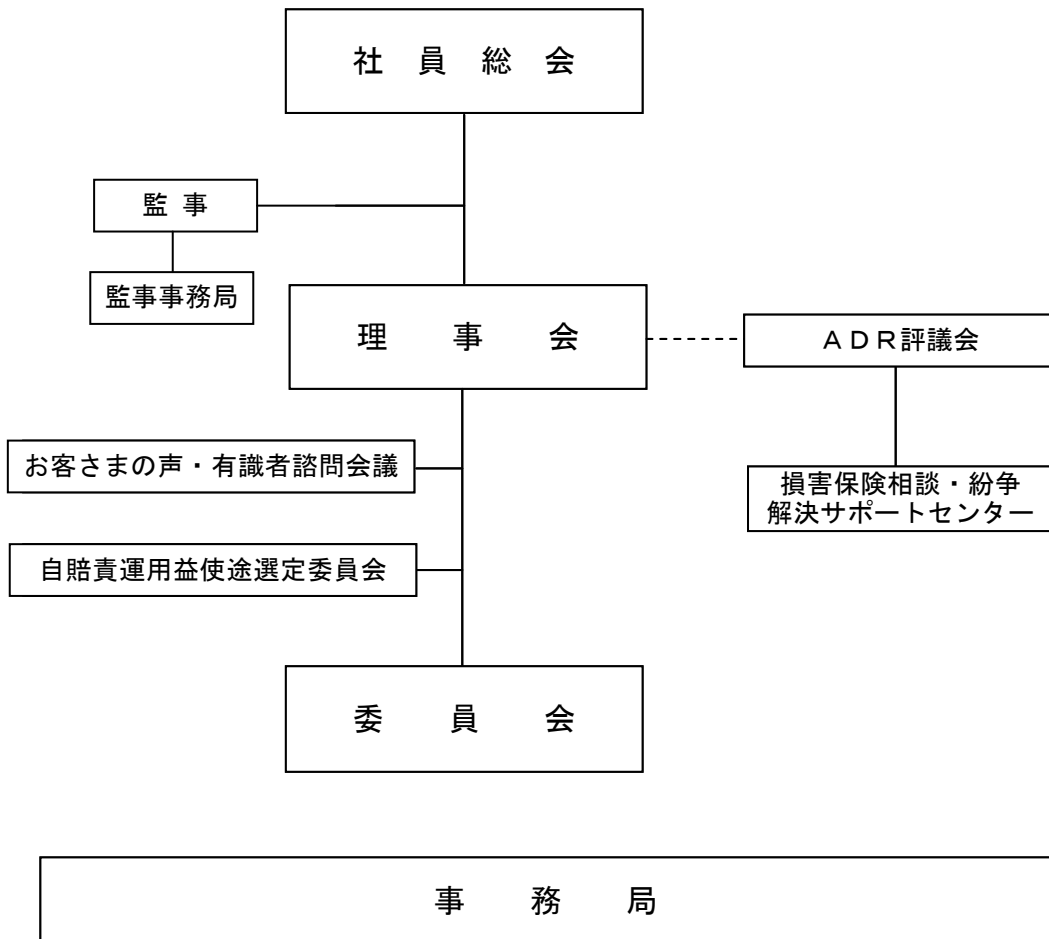 社員総会
監事
監事事務局
理事会
ADR評議会
お客さまの声・有識者諮問会議
損害保険相談・紛争
解決サポートセンター
自賠責運用益使途選定委員会
委員会
事務局